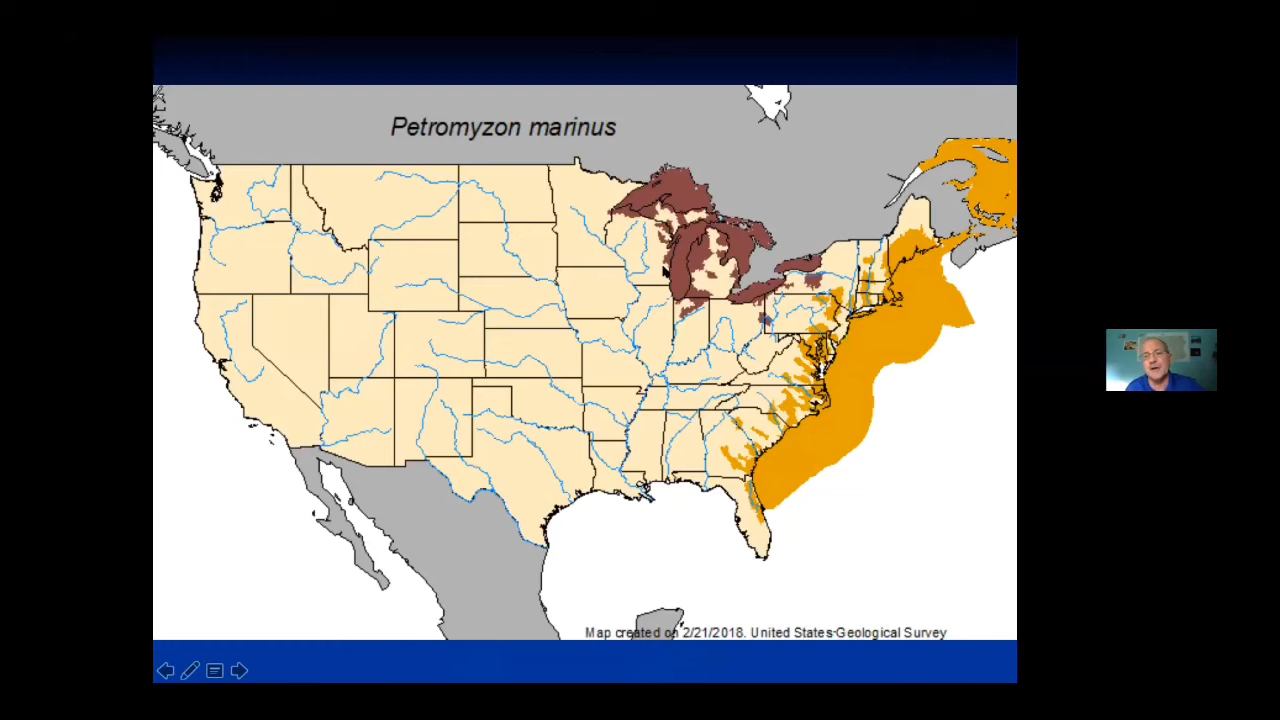 Petromyzon marinus
Map created on 2/21/2018. United States Geological Survey